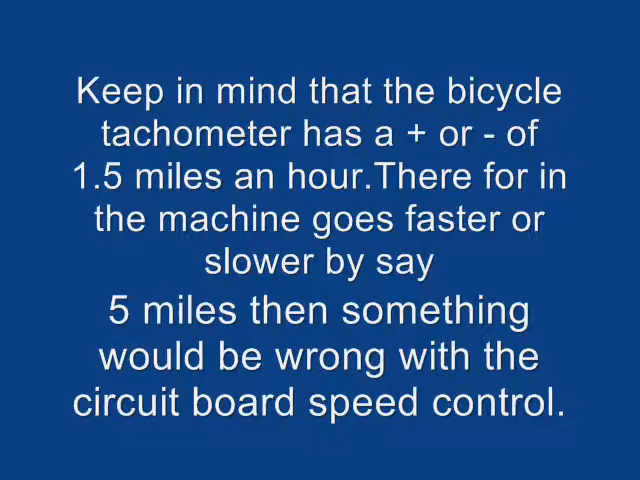 Keep in mind that the bicycle
tachometer has a + or - of
1.5 miles an hour.There for in
the machine goes faster or
slower by say
5 miles then something
would be wrong with the
circuit board speed control.